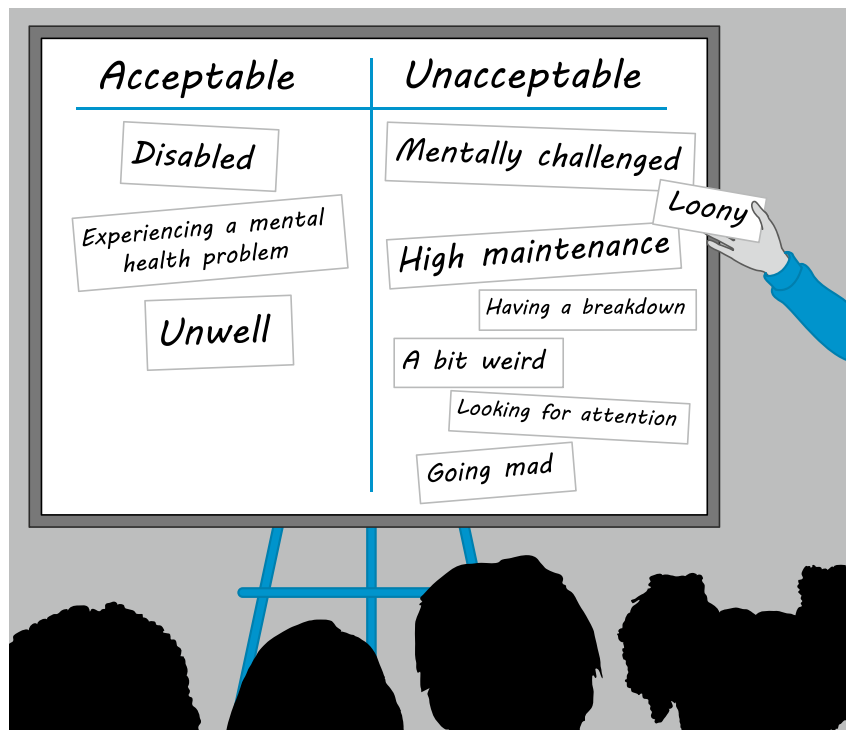 Acceptable
Unacceptable
Disabled
Experiencing a mental
health problem
Unwell
Mentally challenged
Loony
High maintenance
Having a breakdown
A bit weird
Looking for attention
Going mad